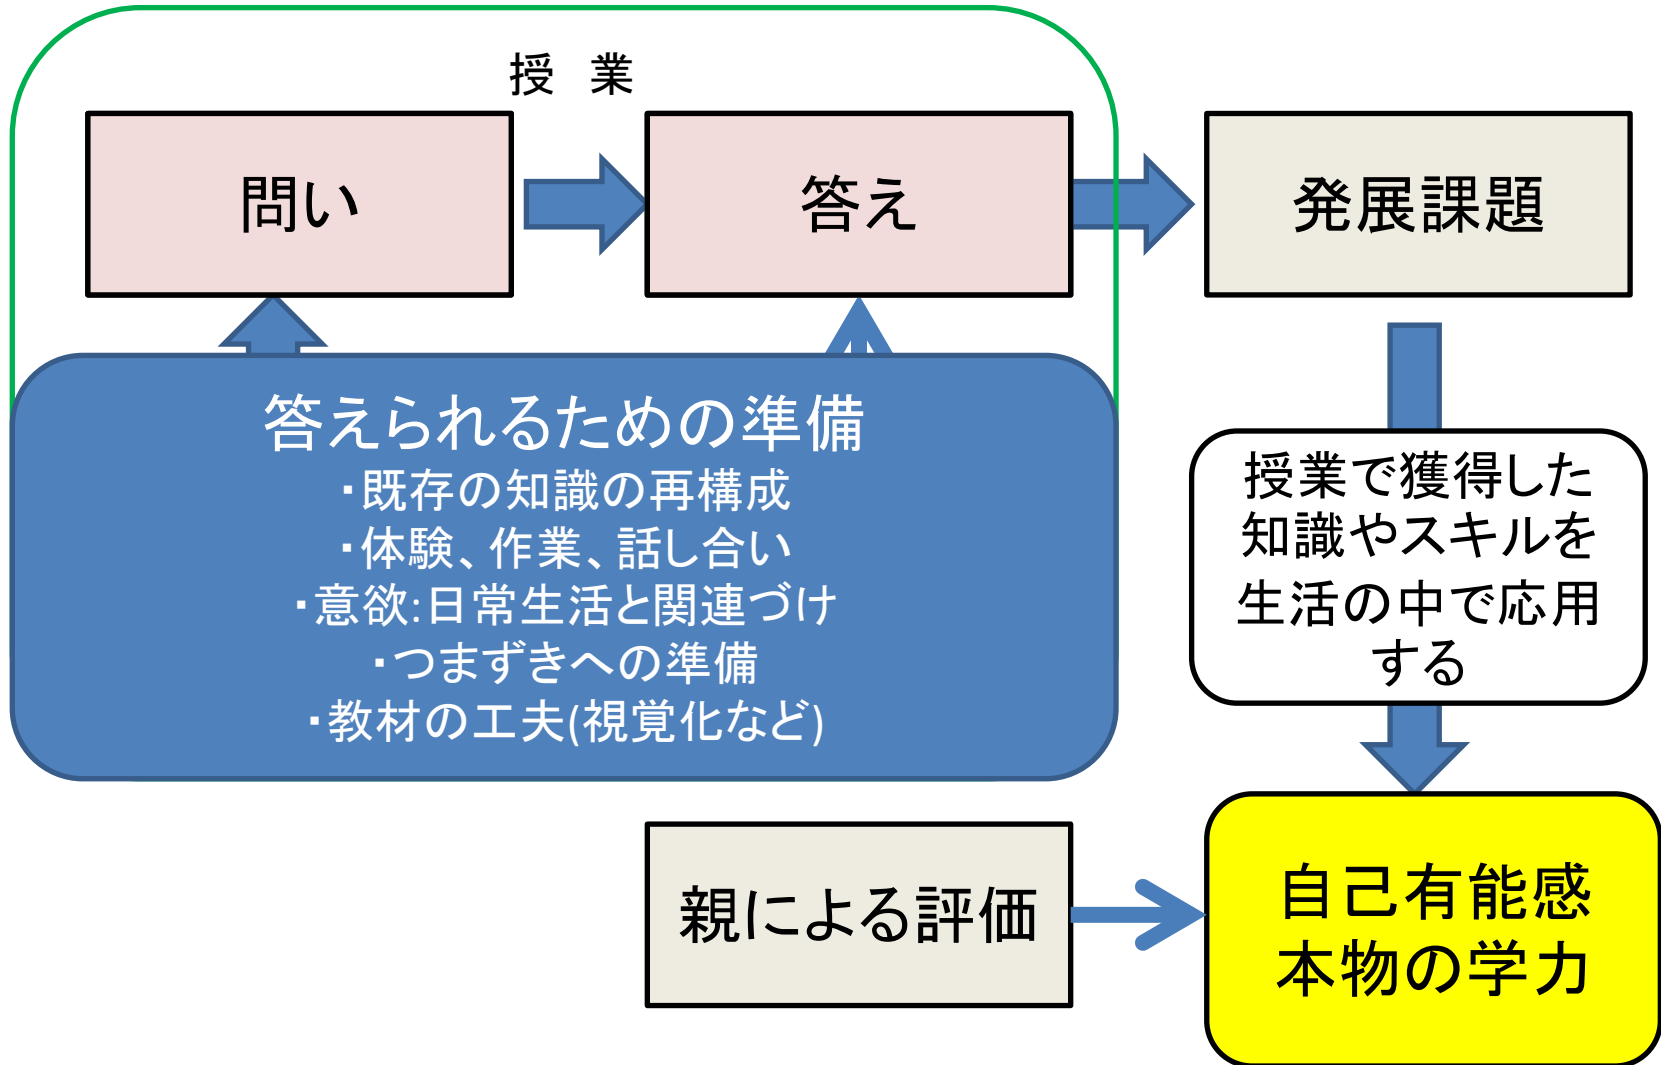 授　業
問い
答え
発展課題
答えられるための準備
・既存の知識の再構成
・体験、作業、話し合い
・意欲:日常生活と関連づけ
・つまずきへの準備
・教材の工夫(視覚化など)
授業で獲得した
知識やスキルを
生活の中で応用
する
親による評価
自己有能感
本物の学力